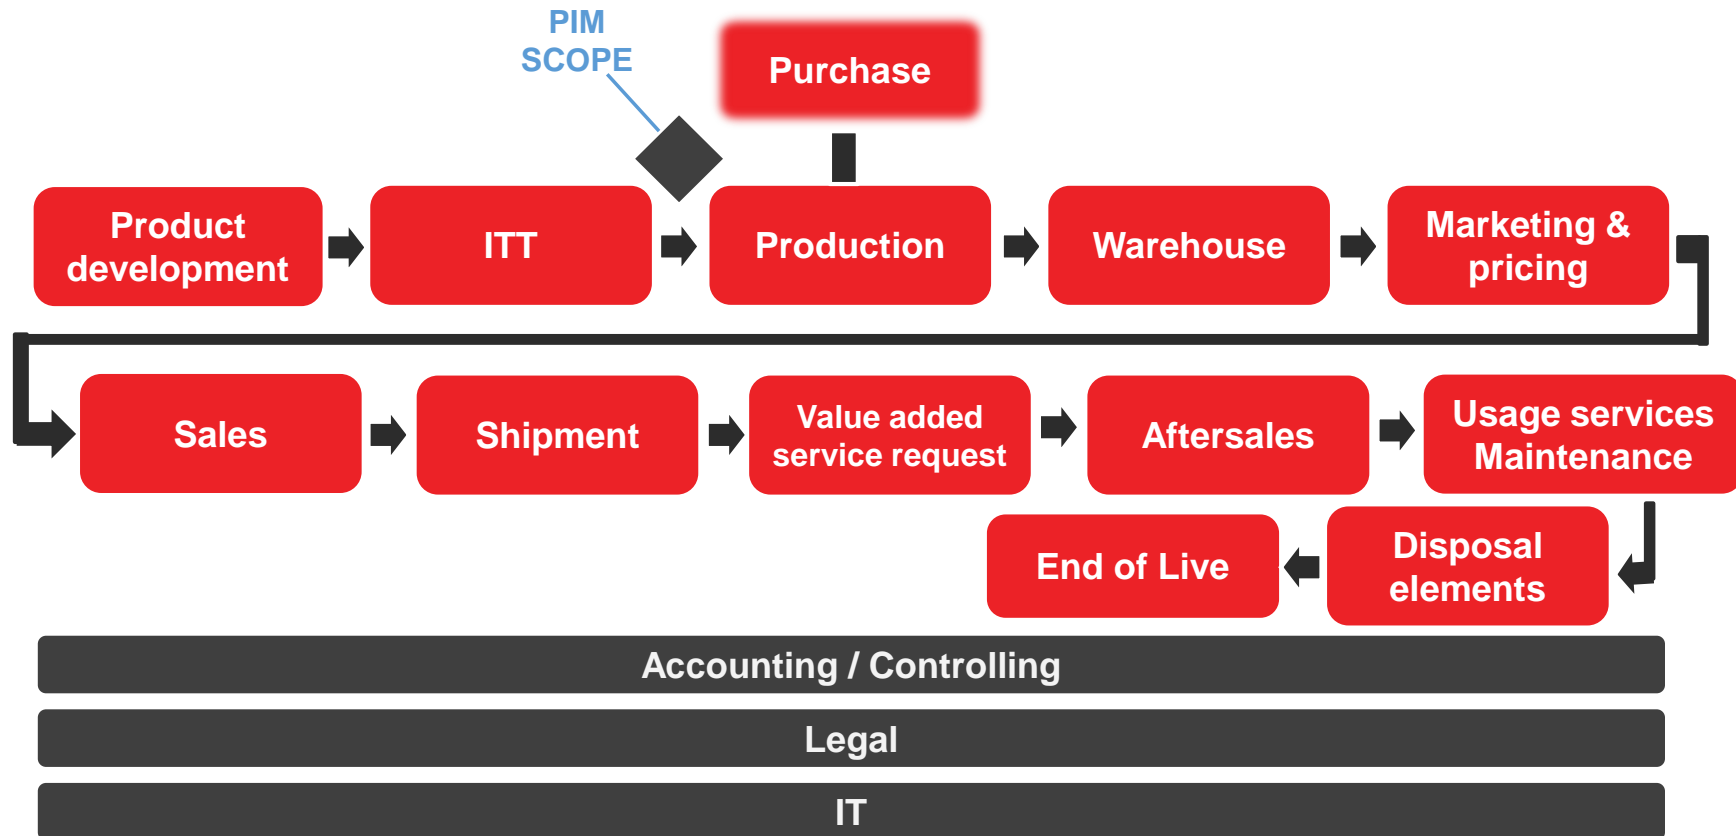 PIM
SCOPE
Purchase
Product
development
ITT
Production
Warehouse
Marketing &
pricing
Sales
Shipment
Value added
service request
Aftersales
Usage services
Maintenance
End of Live
Disposal
elements
Accounting / Controlling
Legal
IT